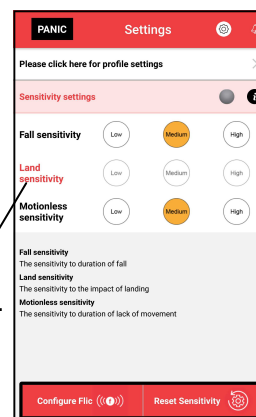 PANIC Settings
Please click here for profile settings
Sensitivity settings
Fall sensitivity Low Medium High
Land
sensitivity Low Medium High
Motionless
sensitivity Low Medium High
Fall sensitivity
The sensitivity to duration of fall
Land sensitivity
The sensitivity to the impact of landing
Motionless sensitivity
The sensitivity to duration of lack of movement
Configure Flic Reset Sensitivity